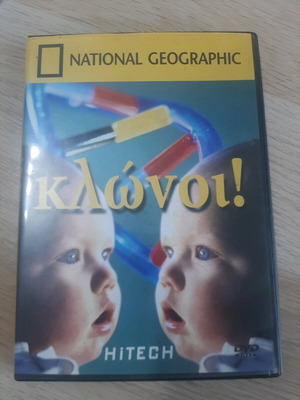 NATIONAL GEOGRAPHIC
κλώνοι!
HiTECH
DVD